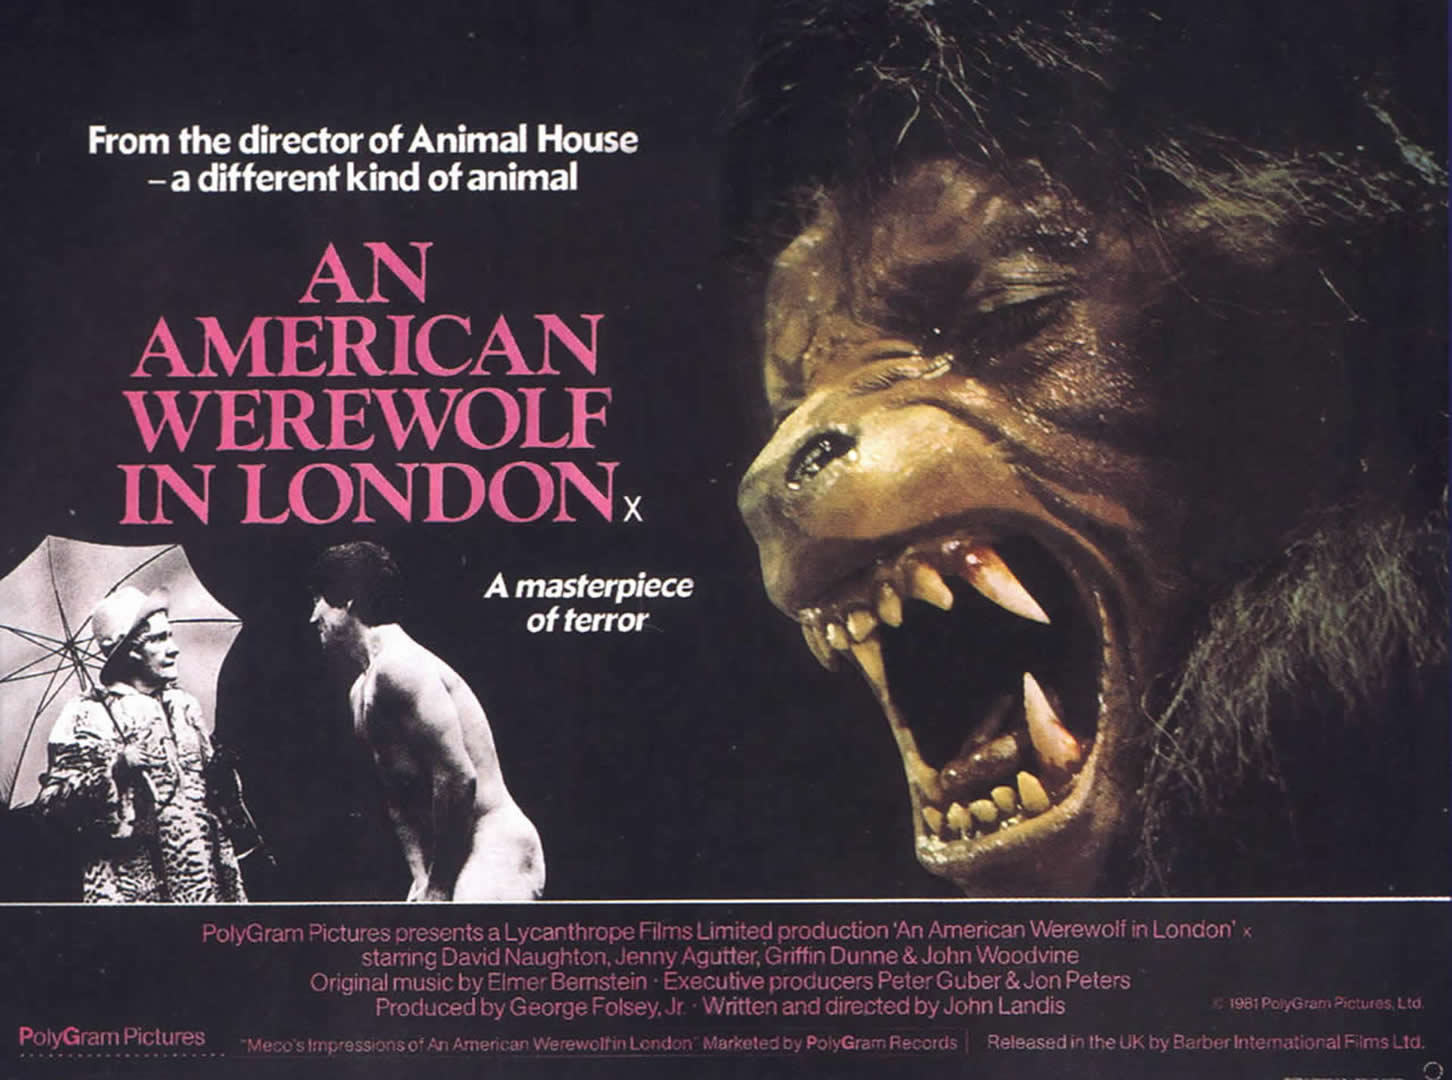 From the director of Animal House
– a different kind of animal
AN
AMERICAN
WEREWOLF
IN LONDON X
A masterpiece
of terror
PolyGram Pictures presents a Lycanthrope Films Limited production 'An American Werewolf in London' x
starring David Naughton, Jenny Agutter, Griffin Dunne & John Woodvine
Original music by Elmer Bernstein · Executive producers Peter Guber & Jon Peters
Produced by George Folsey, Jr. · Written and directed by John Landis
© 1981 PolyGram Pictures, Ltd.
PolyGram Pictures
"Meco's Impressions of An American Werewolf in London" Marketed by PolyGram Records
Released in the UK by Barber International Films Ltd.